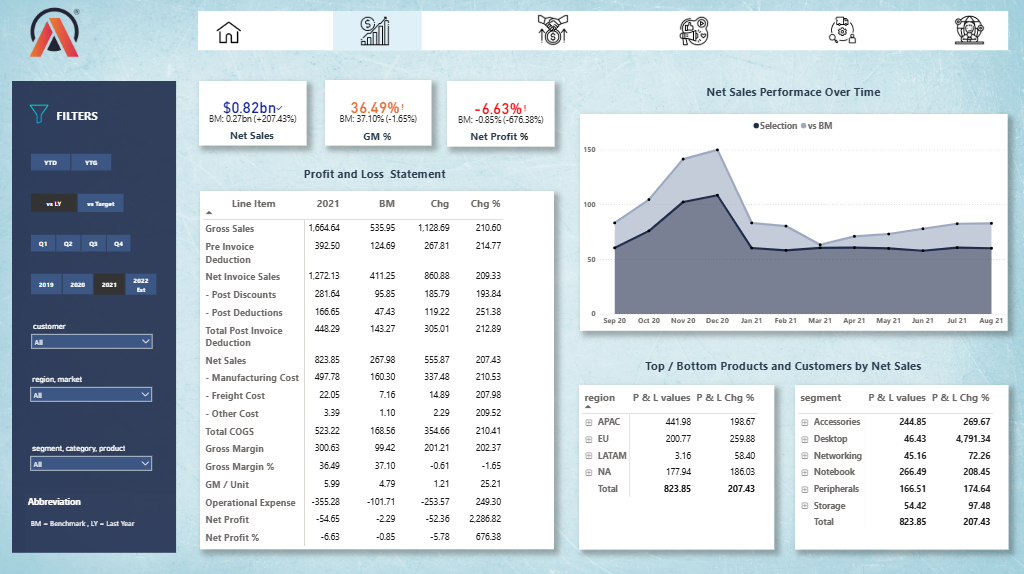 ®
FILTERS
YTD YTG
vs LY vs Target
Q1 Q2 Q3 Q4
2019 2020 2021 2022 Est
customer
All
region, market
All
segment, category, product
All
Abbreviation
BM = Benchmark , LY = Last Year
$0.82bn
BM: 0.27bn (+207.43%)
Net Sales
36.49%!
BM: 37.10% (-1.65%)
GM %
-6.63%!
BM: -0.85% (-676.38%)
Net Profit %
Profit and Loss Statement
Line Item 2021 BM Chg Chg %
Gross Sales 1,664.64 535.95 1,128.69 210.60
Pre Invoice 392.50 124.69 267.81 214.77
Deduction
Net Invoice Sales 1,272.13 411.25 860.88 209.33
- Post Discounts 281.64 95.85 185.79 193.84
- Post Deductions 166.65 47.43 119.22 251.38
Total Post Invoice 448.29 143.27 305.01 212.89
Deduction
Net Sales 823.85 267.98 555.87 207.43
- Manufacturing Cost 497.78 160.30 337.48 210.53
- Freight Cost 22.05 7.16 14.89 207.98
- Other Cost 3.39 1.10 2.29 209.52
Total COGS 523.22 168.56 354.66 210.41
Gross Margin 300.63 99.42 201.21 202.37
Gross Margin % 36.49 37.10 -0.61 -1.65
GM / Unit 5.99 4.79 1.21 25.21
Operational Expense -355.28 -101.71 -253.57 249.30
Net Profit -54.65 -2.29 -52.36 2,286.82
Net Profit % -6.63 -0.85 -5.78 676.38
Net Sales Performace Over Time
Selection vs BM
150
100
50
0
Sep 20 Oct 20 Nov 20 Dec 20 Jan 21 Feb 21 Mar 21 Apr 21 May 21 Jun 21 Jul 21 Aug 21
Top / Bottom Products and Customers by Net Sales
region P & L values P & L Chg %
APAC 441.98 198.67
EU 200.77 259.88
LATAM 3.16 58.40
NA 177.94 186.03
Total 823.85 207.43
segment P & L values P & L Chg %
Accessories 244.85 269.67
Desktop 46.43 4,791.34
Networking 45.16 72.26
Notebook 266.49 208.45
Peripherals 166.51 174.64
Storage 54.42 97.48
Total 823.85 207.43